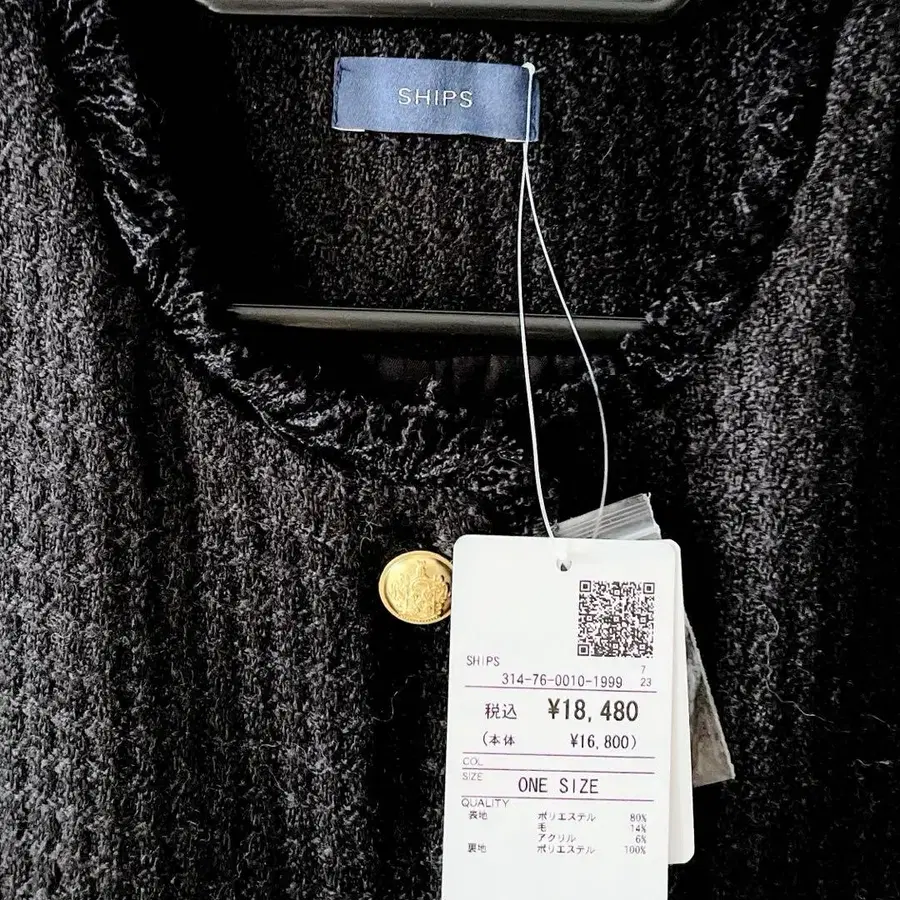 SHIPS
SHIPS
7
314-76-0010-1999 23
税込 ¥18,480
(本体 ¥16,800)
COL
SIZE
ONE SIZE
QUALITY
表地 ポリエステル 80%
毛 14%
アクリル 6%
裏地 ポリエステル 100%